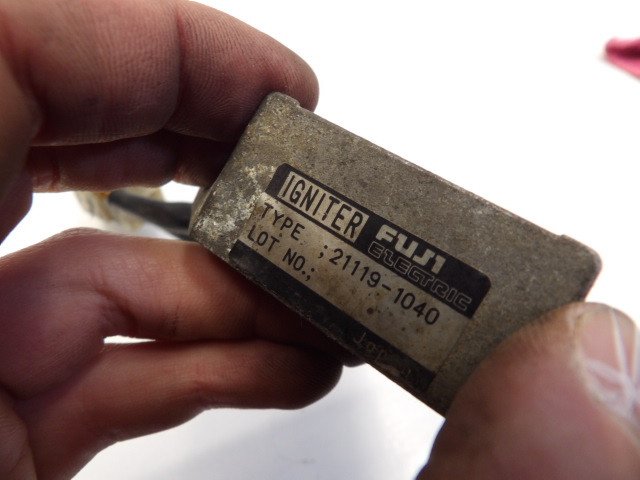 IGNITER FUJI ELECTRIC
TYPE ; 21119-1040
LOT NO.;